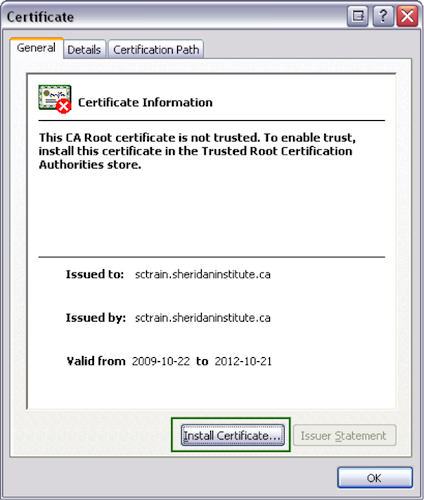 Certificate
General Details Certification Path
Certificate Information
This CA Root certificate is not trusted. To enable trust,
install this certificate in the Trusted Root Certification
Authorities store.
Issued to: sctrain.sheridaninstitute.ca
Issued by: sctrain.sheridaninstitute.ca
Valid from 2009-10-22 to 2012-10-21
Install Certificate... Issuer Statement
OK